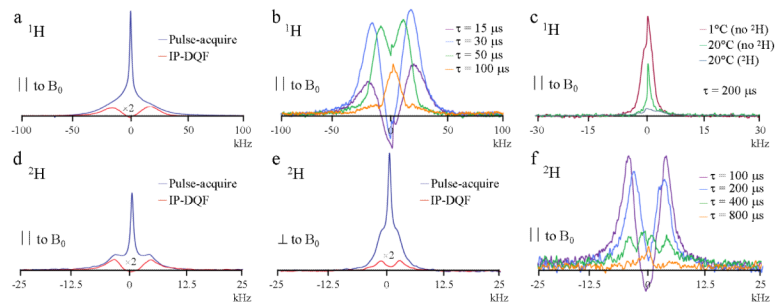 a
¹H
|| to B₀
Pulse-acquire
IP-DQF
×2
-100 -50 0 50 100
kHz
b
¹H
|| to B₀
τ = 15 μs
τ = 30 μs
τ = 50 μs
τ = 100 μs
-100 -50 0 50 100
kHz
c
¹H
|| to B₀
1°C (no ²H)
20°C (no ²H)
20°C (²H)
τ = 200 μs
-30 -15 0 15 30
kHz
d
²H
|| to B₀
Pulse-acquire
IP-DQF
×2
-25 -12.5 0 12.5 25
kHz
e
²H
⊥ to B₀
Pulse-acquire
IP-DQF
×2
-25 -12.5 0 12.5 25
kHz
f
²H
|| to B₀
τ = 100 μs
τ = 200 μs
τ = 400 μs
τ = 800 μs
-25 -12.5 0 12.5 25
kHz